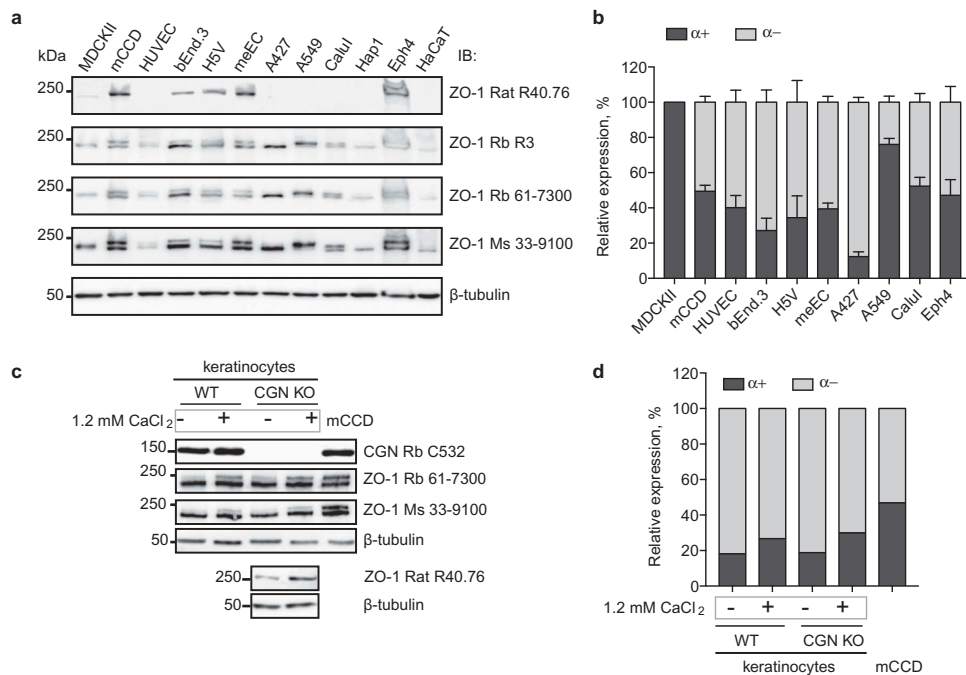 a
kDa
MDCKII
mCCD
HUVEC
bEnd.3
H5V
meEC
A427
A549
CaluI
Hap1
Eph4
HaCaT
IB:
250 ZO-1 Rat R40.76
250 ZO-1 Rb R3
250 ZO-1 Rb 61-7300
250 ZO-1 Ms 33-9100
50 β-tubulin
b
α+ α−
120
100
80
60
40
20
0
Relative expression, %
MDCKII
mCCD
HUVEC
bEnd.3
H5V
meEC
A427
A549
CaluI
Eph4
c
keratinocytes
WT CGN KO
1.2 mM CaCl2 - + - + mCCD
150 CGN Rb C532
250 ZO-1 Rb 61-7300
250 ZO-1 Ms 33-9100
50 β-tubulin
250 ZO-1 Rat R40.76
50 β-tubulin
d
120 α+ α−
100
80
60
40
20
0
Relative expression, %
1.2 mM CaCl2 - + - +
WT CGN KO
keratinocytes mCCD